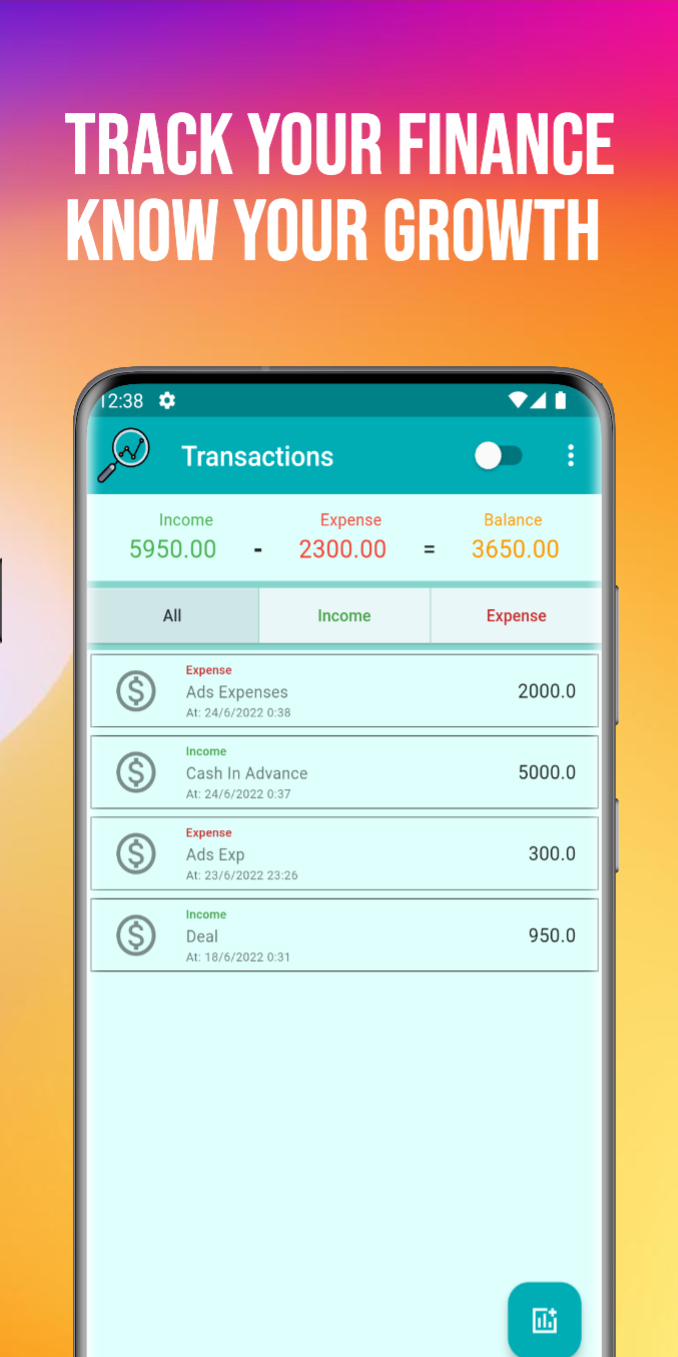 TRACK YOUR FINANCE
KNOW YOUR GROWTH
12:38
Transactions
Income Expense Balance
5950.00 - 2300.00 = 3650.00
All Income Expense
Expense
Ads Expenses 2000.0
At: 24/6/2022 0:38
Income
Cash In Advance 5000.0
At: 24/6/2022 0:37
Expense
Ads Exp 300.0
At: 23/6/2022 23:26
Income
Deal 950.0
At: 18/6/2022 0:31